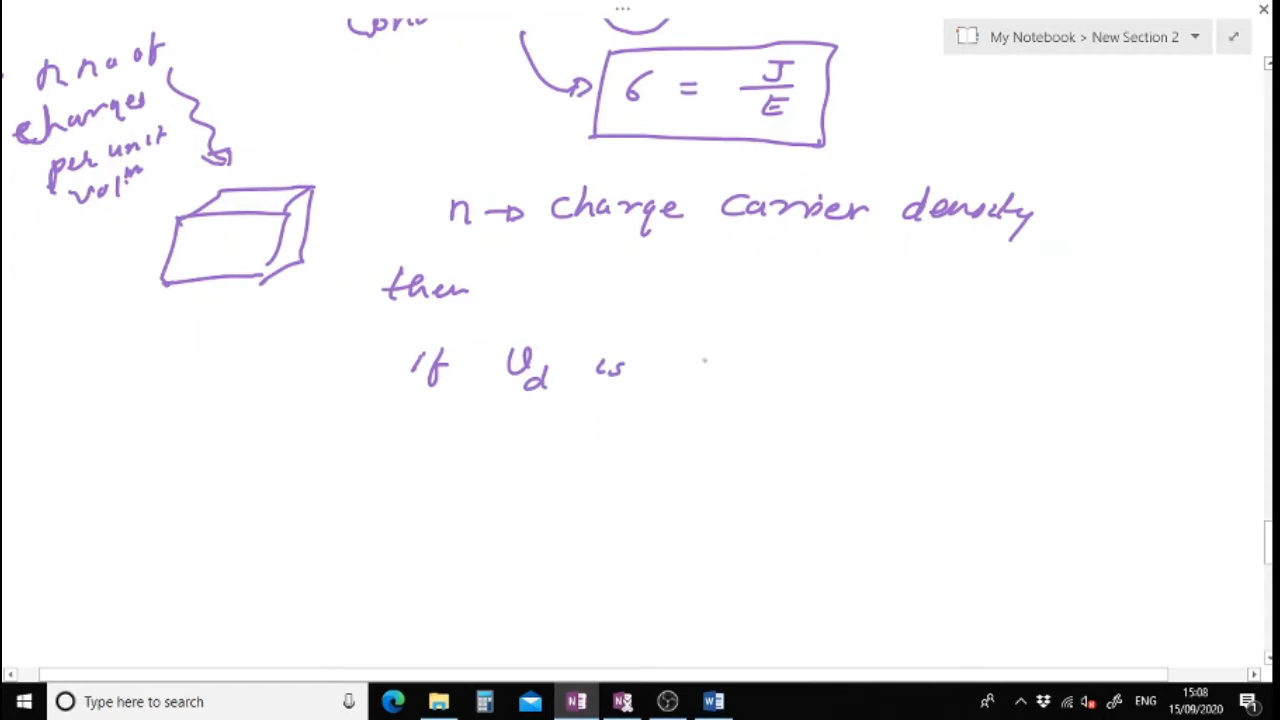 My Notebook > New Section 2
n no of
charges
per unit
σ = J/E
n → charge carrier density
then
if v_d is
Type here to search
ENG
15:08
15/09/2020